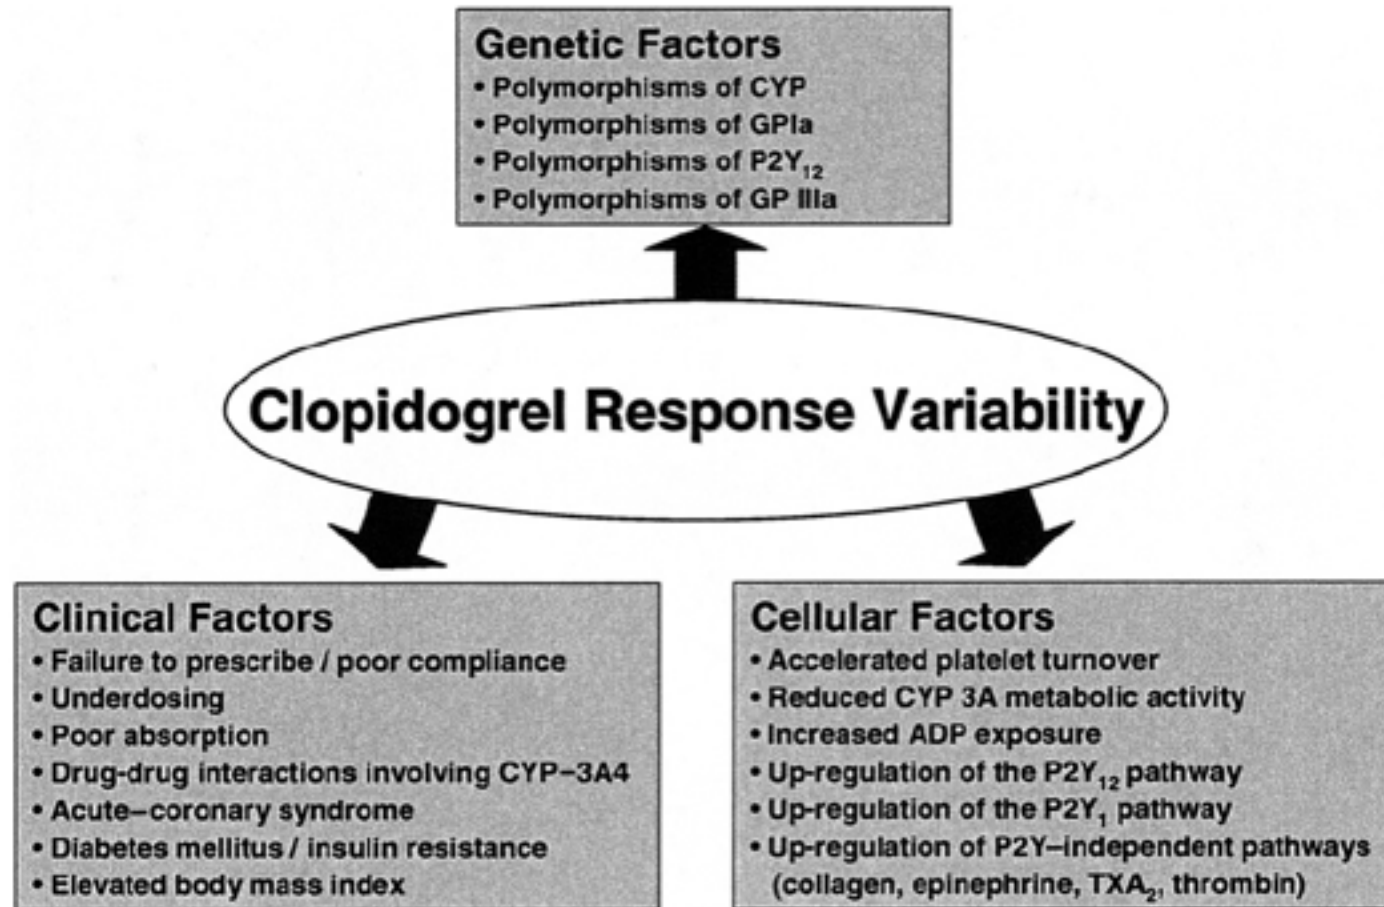 Genetic Factors
• Polymorphisms of CYP
• Polymorphisms of GPIa
• Polymorphisms of P2Y₁₂
• Polymorphisms of GP IIIa
Clopidogrel Response Variability
Clinical Factors
• Failure to prescribe / poor compliance
• Underdosing
• Poor absorption
• Drug-drug interactions involving CYP–3A4
• Acute–coronary syndrome
• Diabetes mellitus / insulin resistance
• Elevated body mass index
Cellular Factors
• Accelerated platelet turnover
• Reduced CYP 3A metabolic activity
• Increased ADP exposure
• Up-regulation of the P2Y₁₂ pathway
• Up-regulation of the P2Y₁ pathway
• Up-regulation of P2Y–independent pathways
(collagen, epinephrine, TXA₂, thrombin)